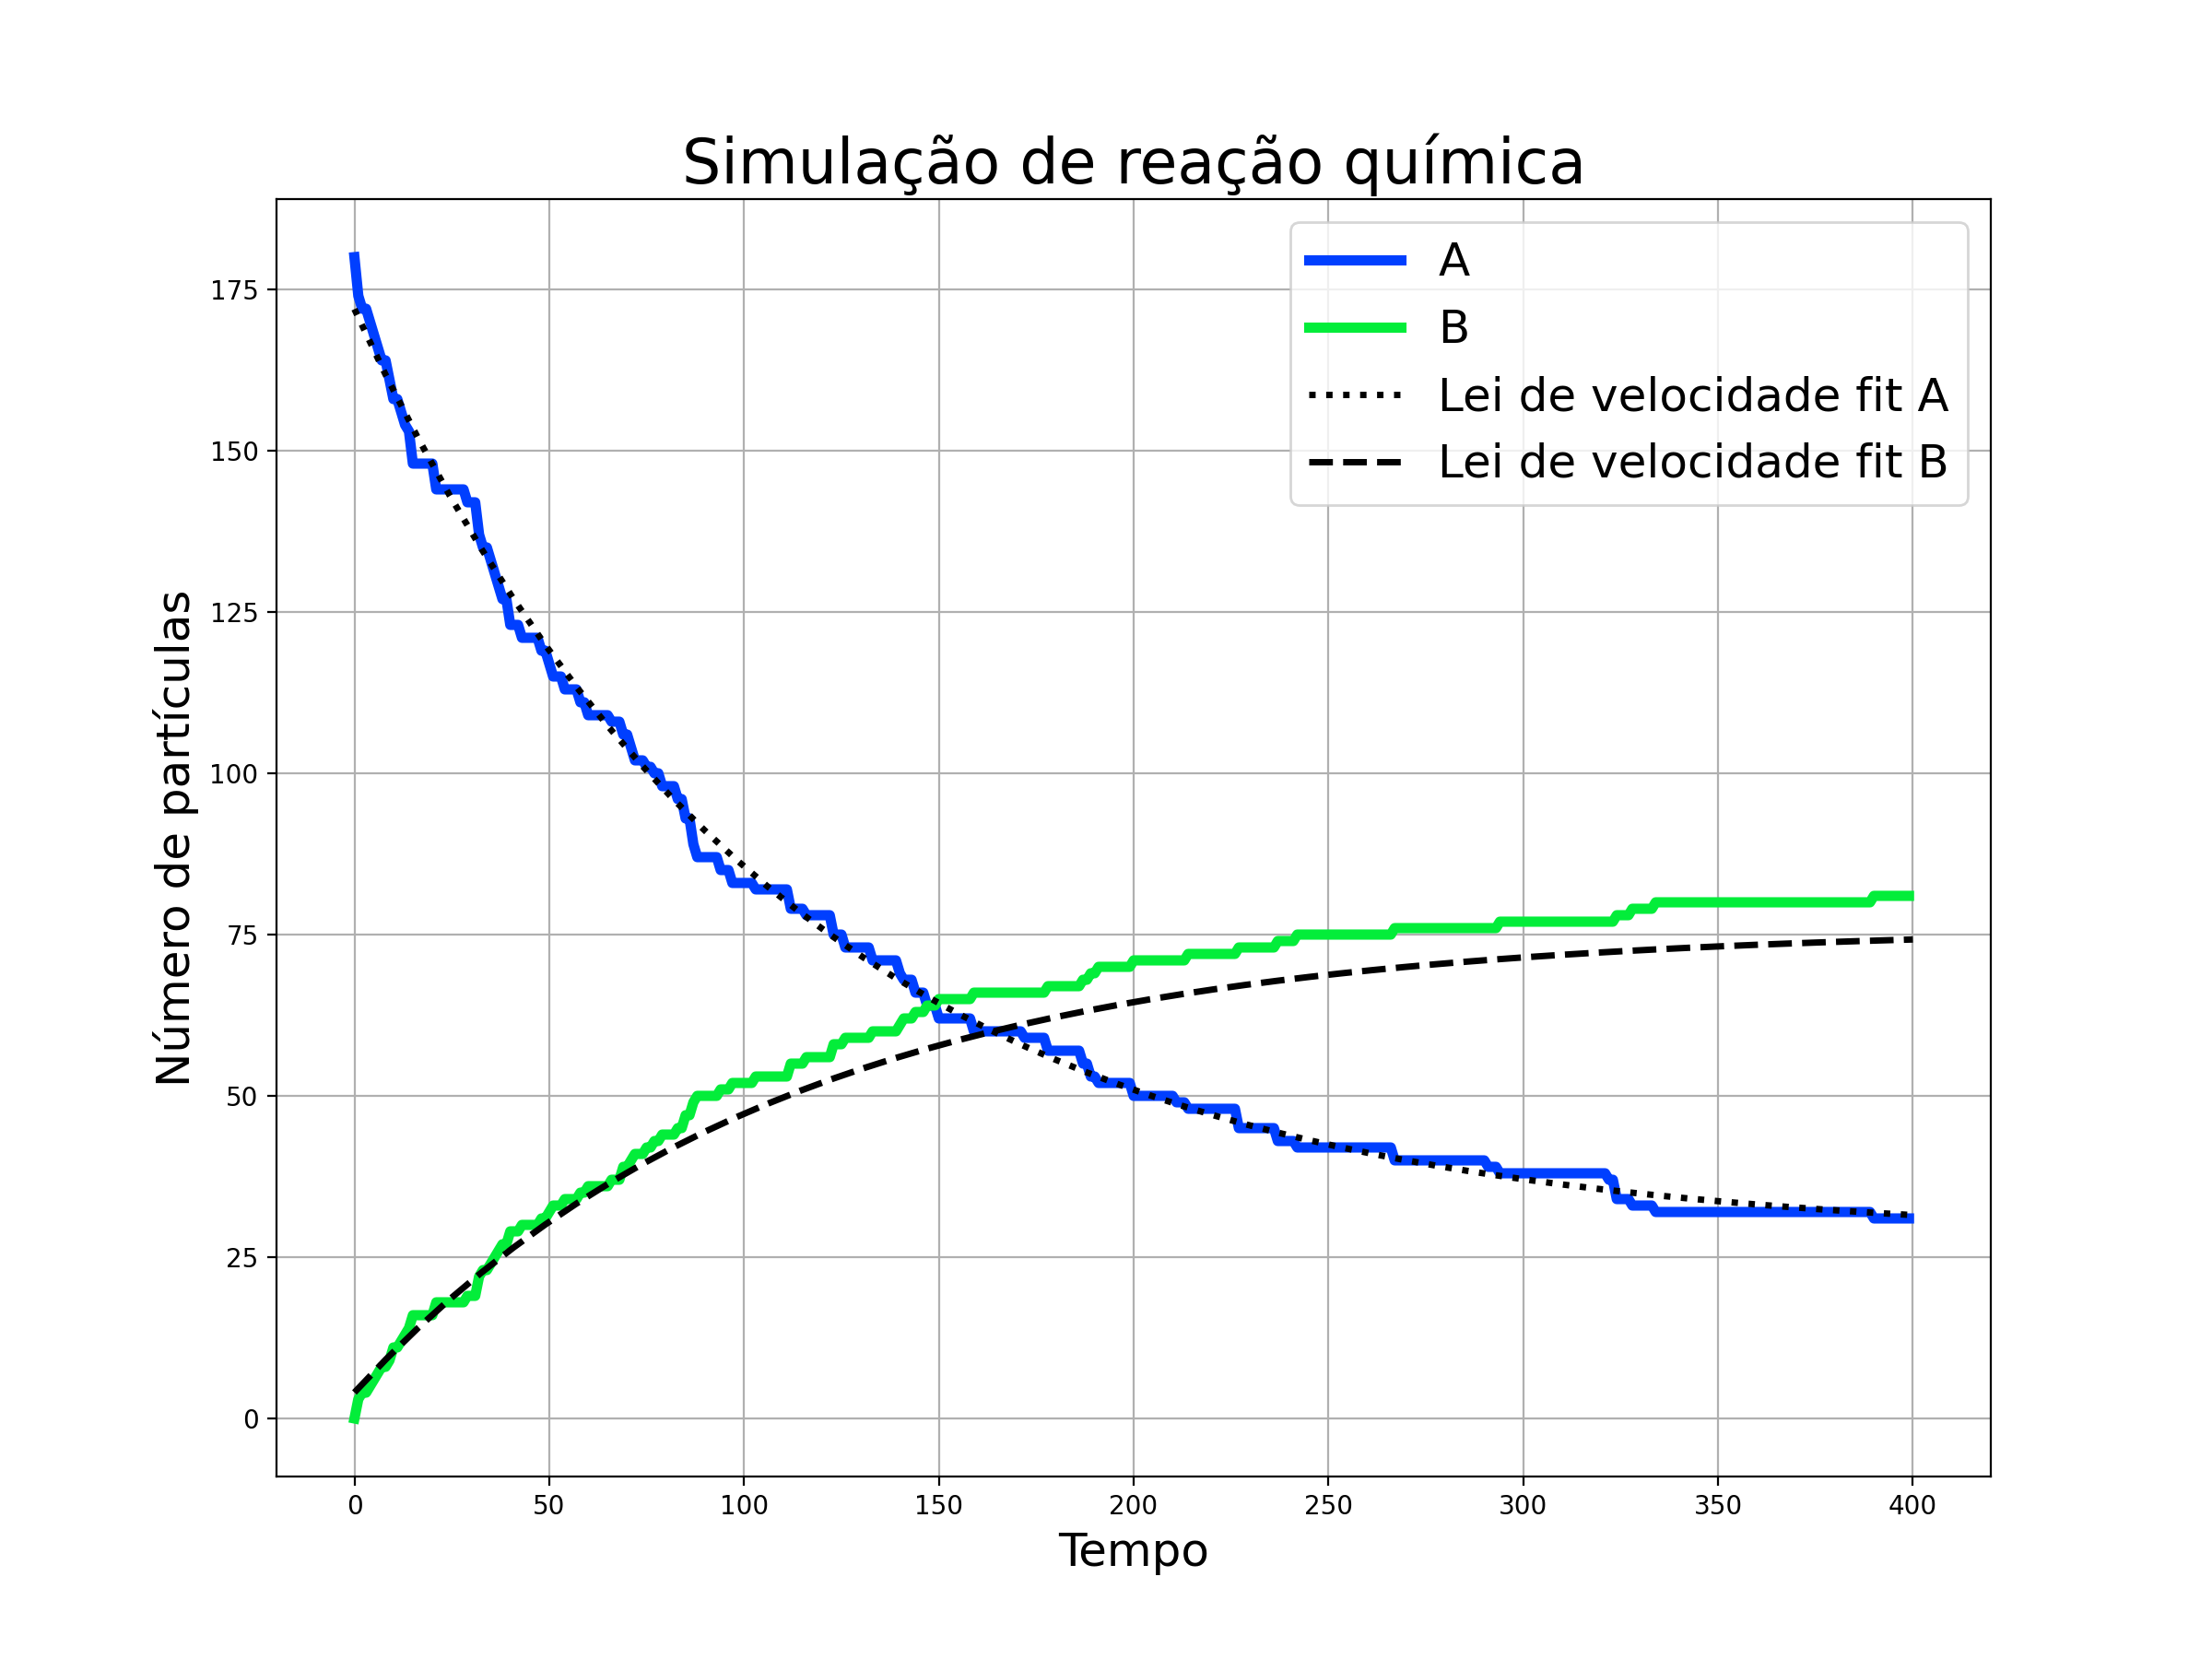 Simulação de reação química
A
B
Lei de velocidade fit A
Lei de velocidade fit B
Número de partículas
175
150
125
100
75
50
25
0
0 50 100 150 200 250 300 350 400
Tempo